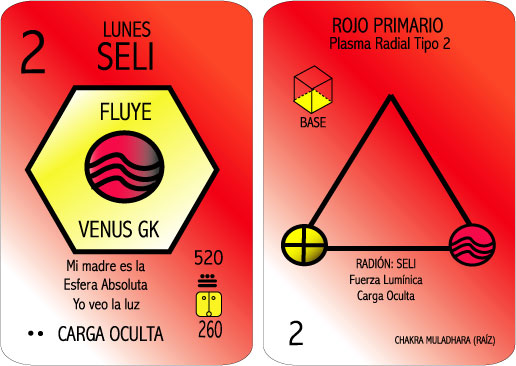 2
LUNES
SELI
FLUYE
VENUS GK
Mi madre es la
Esfera Absoluta
Yo veo la luz
520
260
CARGA OCULTA
ROJO PRIMARIO
Plasma Radial Tipo 2
BASE
RADIÓN: SELI
Fuerza Lumínica
Carga Oculta
2
CHAKRA MULADHARA (RAÍZ)